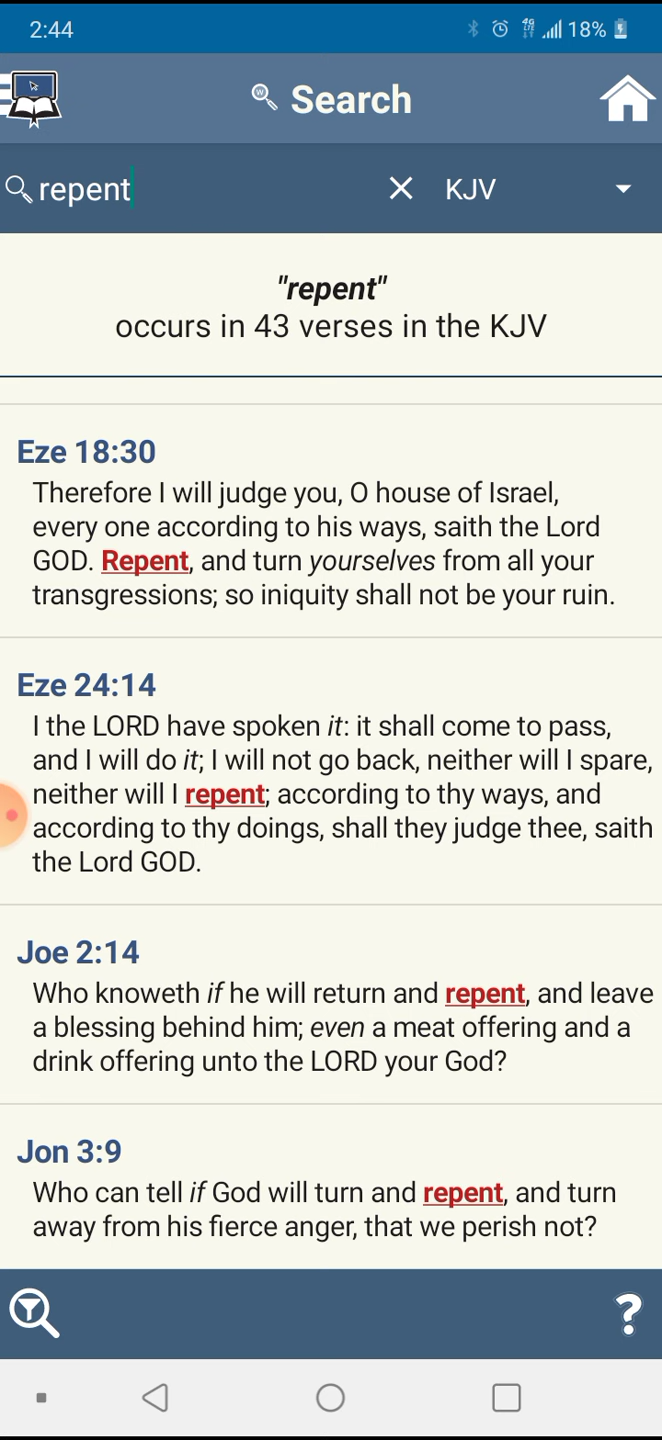 2:44
4G
18%
Search
repent
KJV
"repent"
occurs in 43 verses in the KJV
Eze 18:30
Therefore I will judge you, O house of Israel,
every one according to his ways, saith the Lord
GOD. Repent, and turn yourselves from all your
transgressions; so iniquity shall not be your ruin.
Eze 24:14
I the LORD have spoken it: it shall come to pass,
and I will do it; I will not go back, neither will I spare,
neither will I repent; according to thy ways, and
according to thy doings, shall they judge thee, saith
the Lord GOD.
Joe 2:14
Who knoweth if he will return and repent, and leave
a blessing behind him; even a meat offering and a
drink offering unto the LORD your God?
Jon 3:9
Who can tell if God will turn and repent, and turn
away from his fierce anger, that we perish not?
?